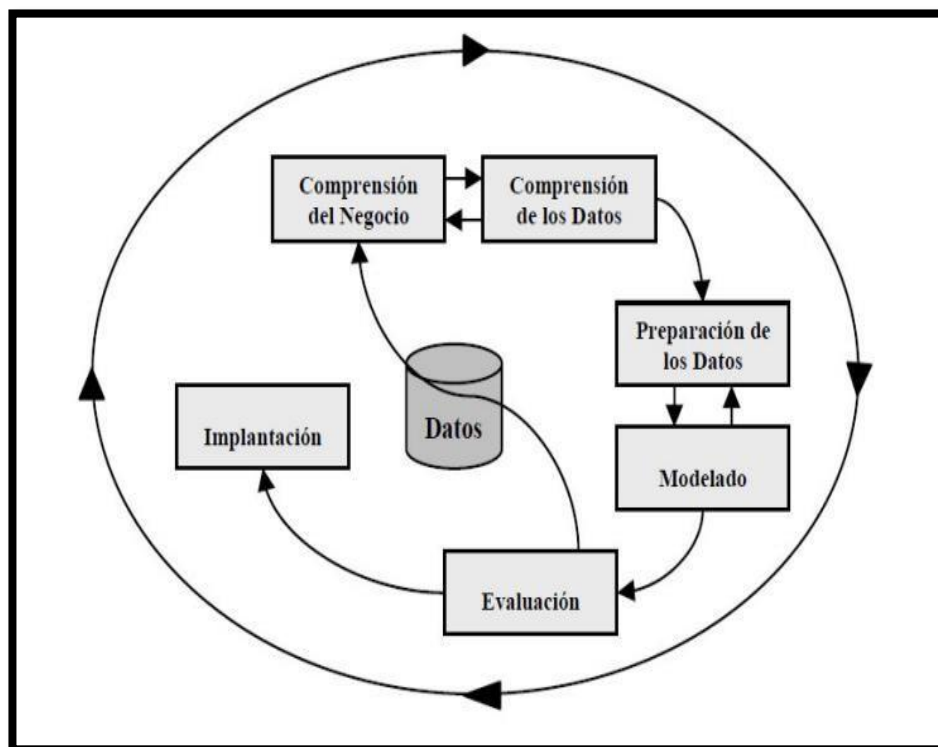 Comprensión
del Negocio
Comprensión
de los Datos
Preparación de
los Datos
Modelado
Evaluación
Implantación
Datos